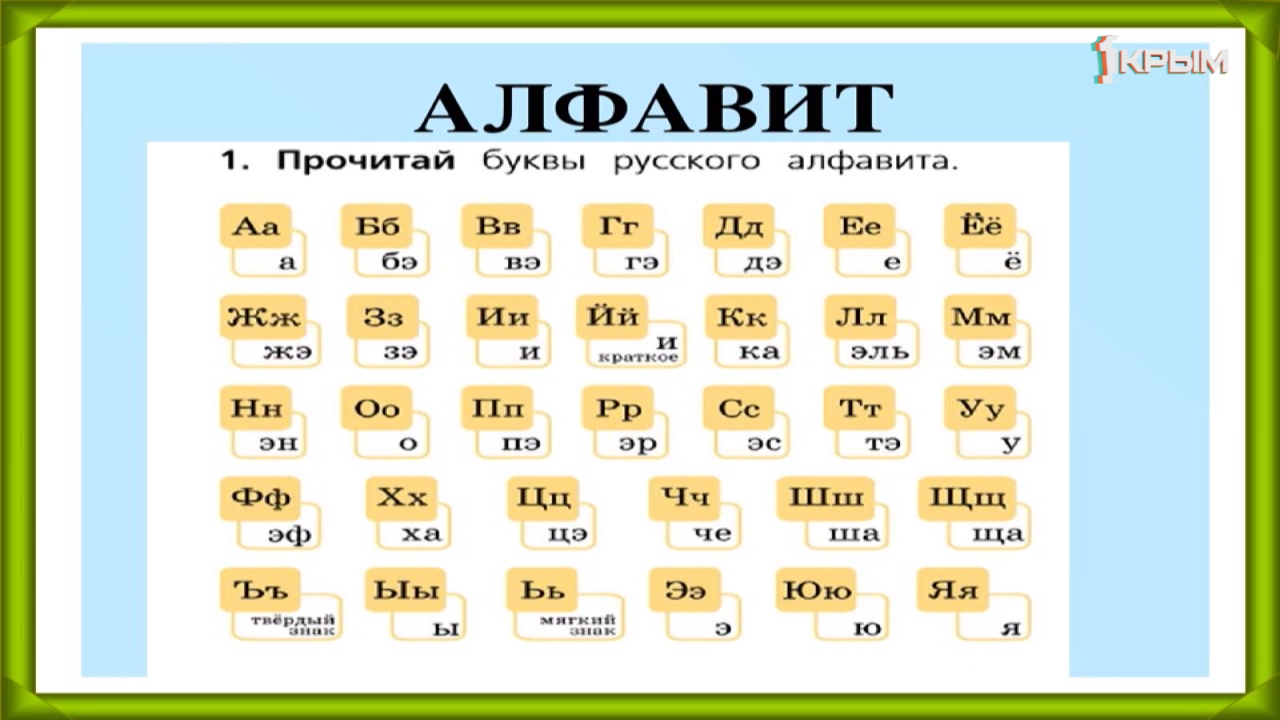 1КРЫМ
АЛФАВИТ
1. Прочитай буквы русского алфавита.
Аа Бб Вв Гг Дд Ее Ёё
а бэ вэ гэ дэ е ё
Жж Зз Ии Йй Кк Лл Мм
жэ зэ и и краткое ка эль эм
Нн Оо Пп Рр Сс Тт Уу
эн о пэ эр эс тэ у
Фф Хх Цц Чч Шш Щщ
эф ха цэ че ша ща
Ъъ Ыы Ьь Ээ Юю Яя
твёрдый знак ы мягкий знак э ю я